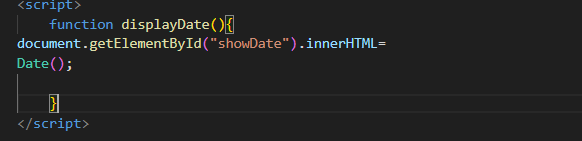 <script>
function displayDate(){
document.getElementById("showDate").innerHTML=
Date();
}
</script>